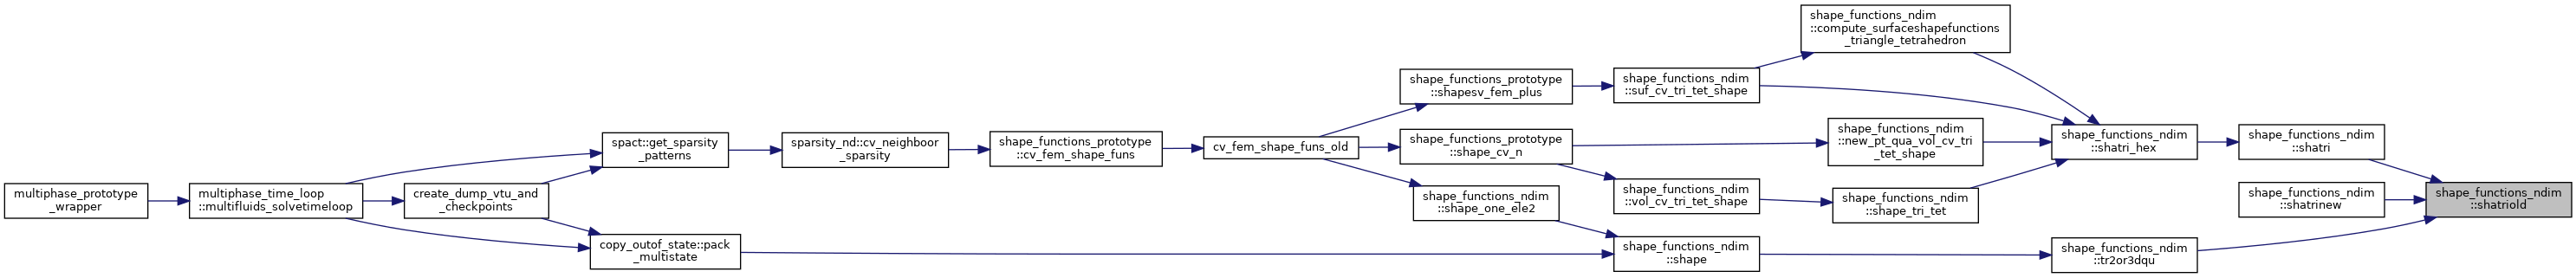 multiphase_prototype
_wrapper
multiphase_time_loop
::multifluids_solvetimeloop
create_dump_vtu_and
_checkpoints
spact::get_sparsity
_patterns
copy_outof_state::pack
_multistate
sparsity_nd::cv_neighboor
_sparsity
shape_functions_prototype
::cv_fem_shape_funs
cv_fem_shape_funs_old
shape_functions_prototype
::shapesv_fem_plus
shape_functions_prototype
::shape_cv_n
shape_functions_ndim
::shape_one_ele2
shape_functions_ndim
::suf_cv_tri_tet_shape
shape_functions_ndim
::vol_cv_tri_tet_shape
shape_functions_ndim
::shape
shape_functions_ndim
::compute_surfaceshapefunctions
_triangle_tetrahedron
shape_functions_ndim
::new_pt_qua_vol_cv_tri
_tet_shape
shape_functions_ndim
::shape_tri_tet
shape_functions_ndim
::shatri_hex
shape_functions_ndim
::tr2or3dqu
shape_functions_ndim
::shatri
shape_functions_ndim
::shatrinew
shape_functions_ndim
::shatriold